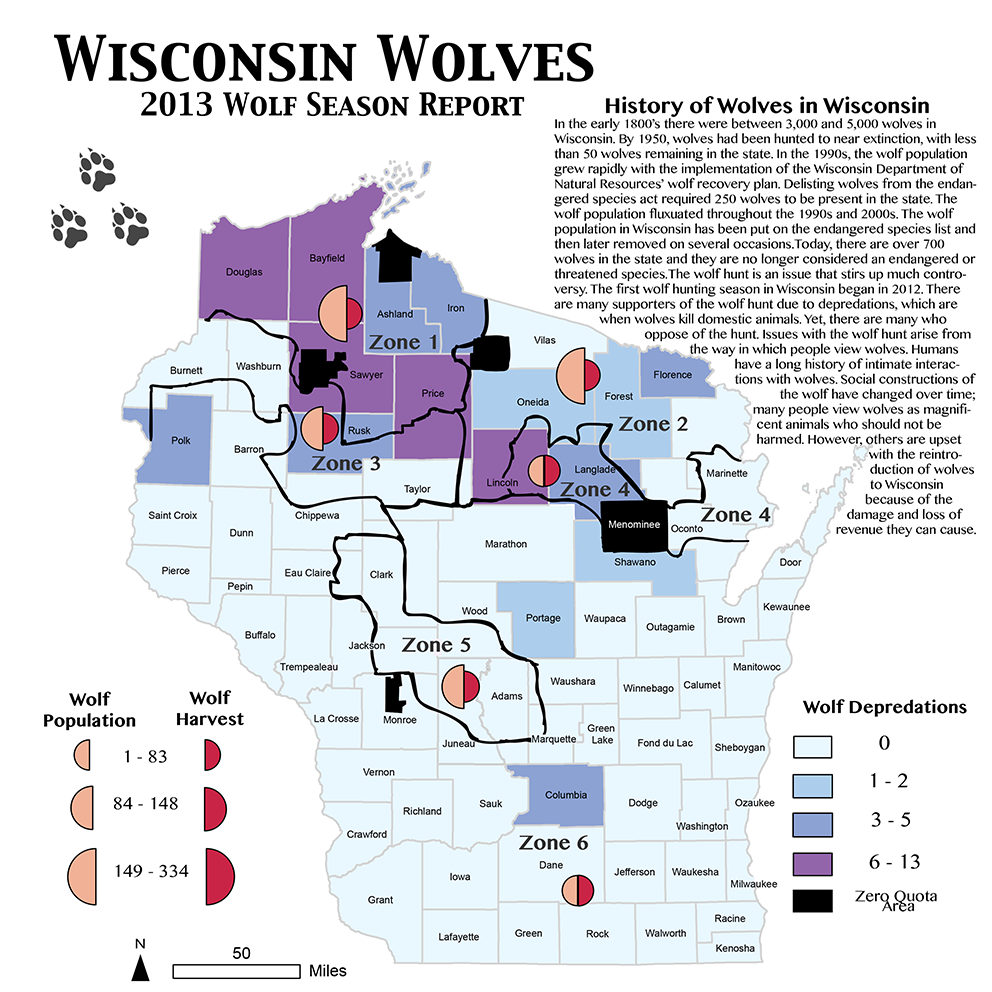 WISCONSIN WOLVES
2013 WOLF SEASON REPORT
History of Wolves in Wisconsin
In the early 1800's there were between 3,000 and 5,000 wolves in
Wisconsin. By 1950, wolves had been hunted to near extinction, with less
than 50 wolves remaining in the state. In the 1990s, the wolf population
grew rapidly with the implementation of the Wisconsin Department of
Natural Resources' wolf recovery plan. Delisting wolves from the endan-
gered species act required 250 wolves to be present in the state. The
wolf population fluxuated throughout the 1990s and 2000s. The wolf
population in Wisconsin has been put on the endangered species list and
then later removed on several occasions.Today, there are over 700
wolves in the state and they are no longer considered an endangered or
threatened species.The wolf hunt is an issue that stirs up much contro-
versy. The first wolf hunting season in Wisconsin began in 2012. There
are many supporters of the wolf hunt due to depredations, which are
when wolves kill domestic animals. Yet, there are many who
oppose of the hunt. Issues with the wolf hunt arise from
the way in which people view wolves. Humans
have a long history of intimate interac-
tions with wolves. Social constructions of
the wolf have changed over time;
many people view wolves as magnifi-
cent animals who should not be
harmed. However, others are upset
with the reintro-
duction of wolves
to Wisconsin
because of the
damage and loss of
revenue they can cause.
Douglas
Bayfield
Ashland
Iron
Zone 1
Vilas
Burnett
Washburn
Sawyer
Price
Florence
Oneida
Forest
Zone 2
Polk
Barron
Rusk
Zone 3
Taylor
Lincoln
Langlade
Zone 4
Marinette
Menominee
Oconto
Zone 4
Saint Croix
Dunn
Chippewa
Marathon
Shawano
Door
Pierce
Pepin
Eau Claire
Clark
Buffalo
Trempealeau
Jackson
Wood
Portage
Waupaca
Outagamie
Brown
Kewaunee
Zone 5
La Crosse
Monroe
Adams
Waushara
Winnebago
Calumet
Manitowoc
Juneau
Marquette
Green
Lake
Fond du Lac
Sheboygan
Vernon
Richland
Sauk
Columbia
Dodge
Ozaukee
Washington
Crawford
Zone 6
Grant
Iowa
Dane
Jefferson
Waukesha
Milwaukee
Lafayette
Green
Rock
Walworth
Racine
Kenosha
Wolf
Population
Wolf
Harvest
1 - 83
84 - 148
149 - 334
Wolf Depredations
0
1 - 2
3 - 5
6 - 13
Zero Quota
Area
N
50
Miles